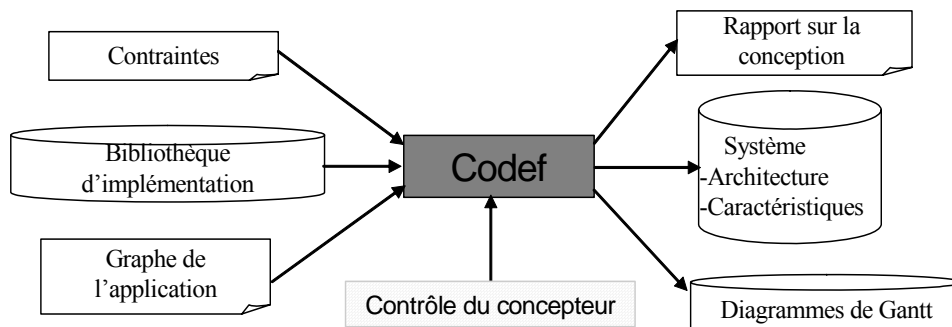 Contraintes
Bibliothèque
d'implémentation
Graphe de
l'application
Codef
Contrôle du concepteur
Rapport sur la
conception
Système
-Architecture
-Caractéristiques
Diagrammes de Gantt